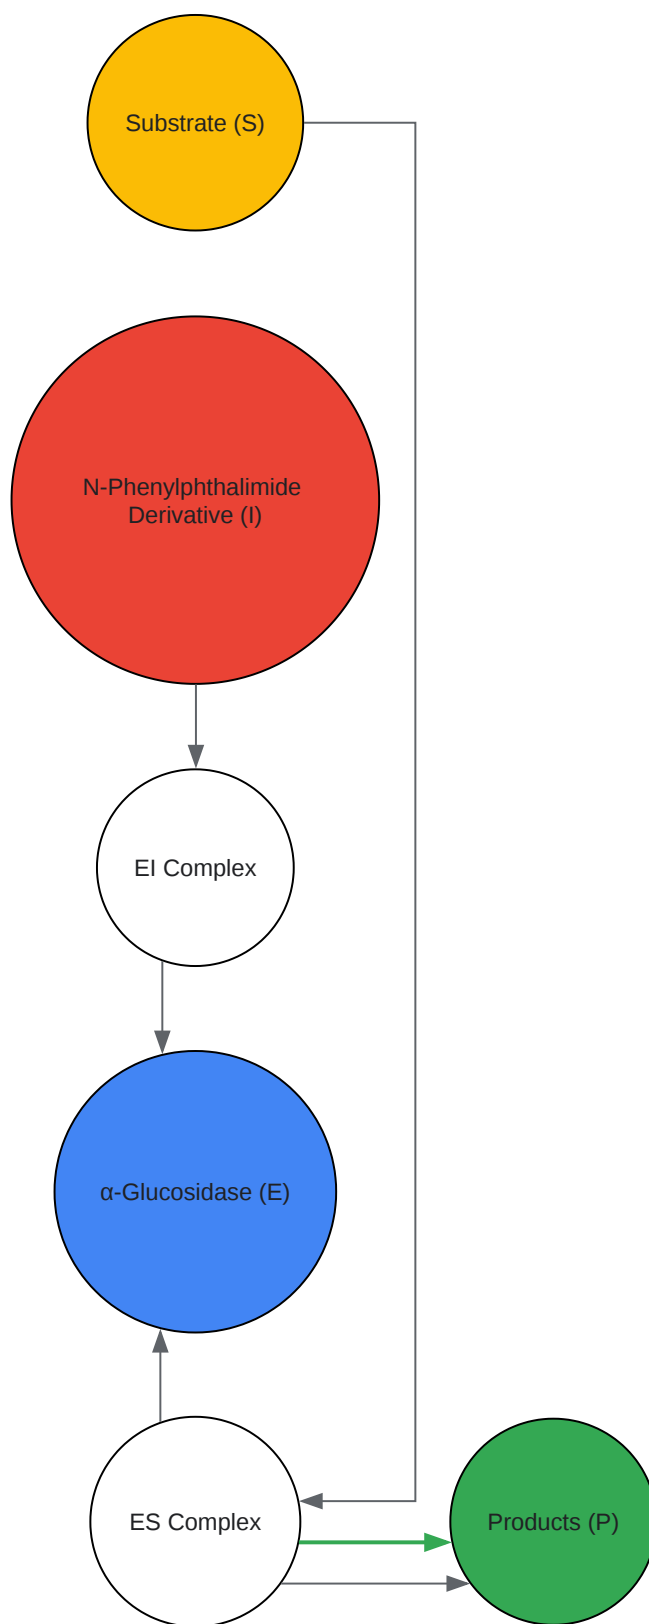 Substrate (S)
N-Phenylphthalimide
Derivative (I)
EI Complex
α-Glucosidase (E)
ES Complex
Products (P)